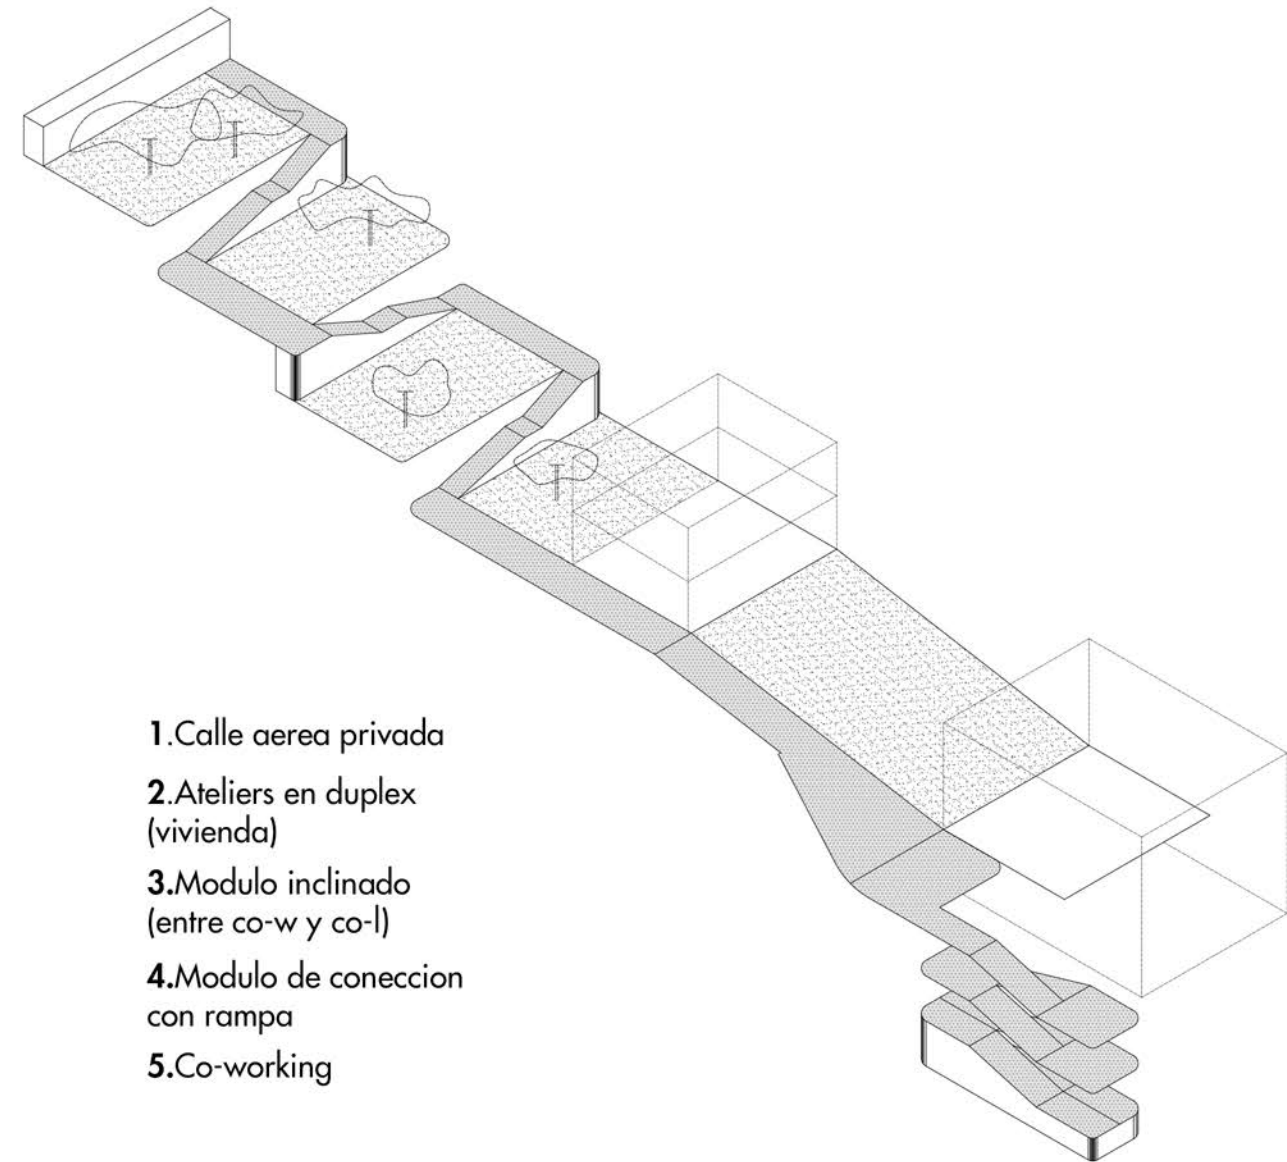 1.Calle aerea privada
2.Ateliers en duplex
(vivienda)
3.Modulo inclinado
(entre co-w y co-l)
4.Modulo de coneccion
con rampa
5.Co-working